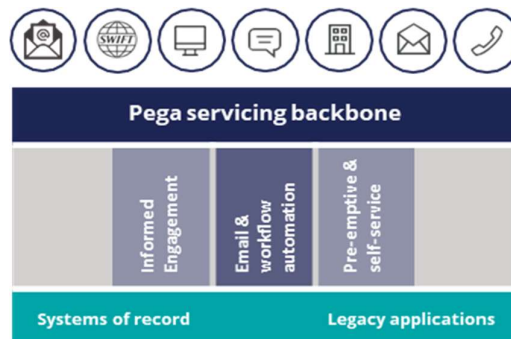 @
SWIFT
Pega servicing backbone
Informed
Engagement
Email &
workflow
automation
Pre-emptive &
self-service
Systems of record
Legacy applications